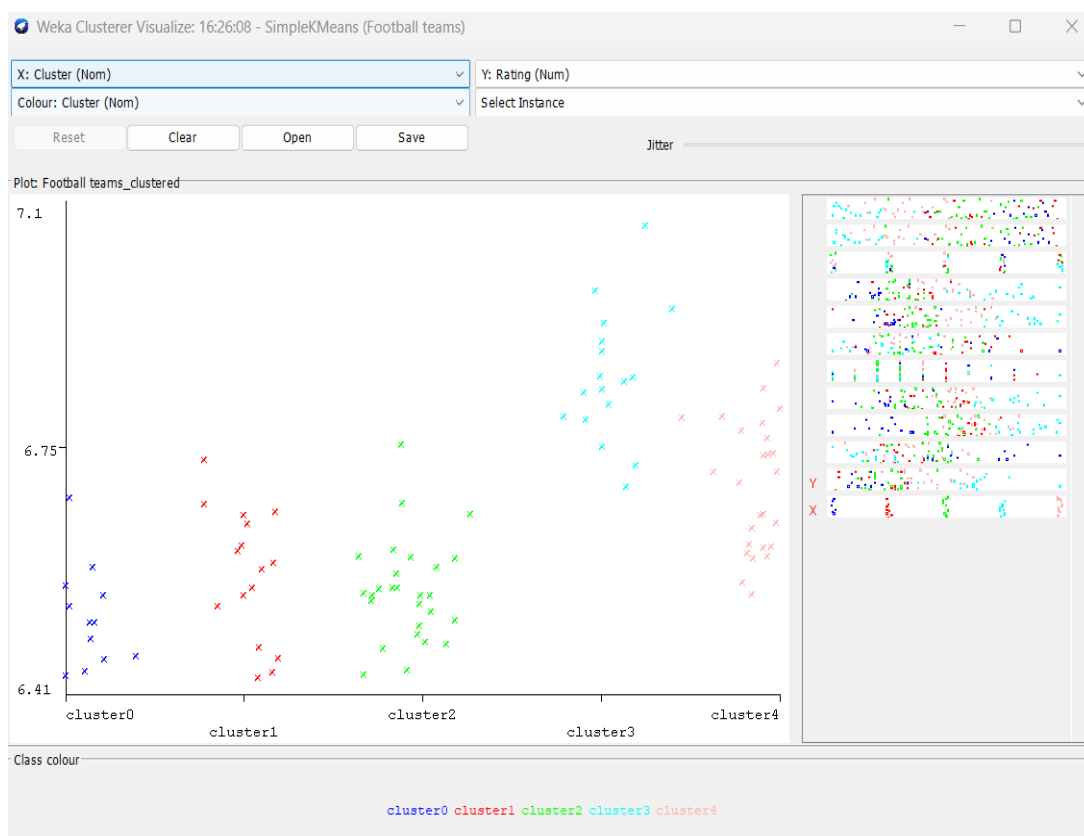 Weka Clusterer Visualize: 16:26:08 - SimpleKMeans (Football teams)
X: Cluster (Nom) Y: Rating (Num)
Colour: Cluster (Nom) Select Instance
Reset Clear Open Save Jitter
Plot: Football teams_clustered
7.1
6.75
6.41
cluster0 cluster2 cluster4
cluster1 cluster3
Y
X
Class colour
cluster0 cluster1 cluster2 cluster3 cluster4